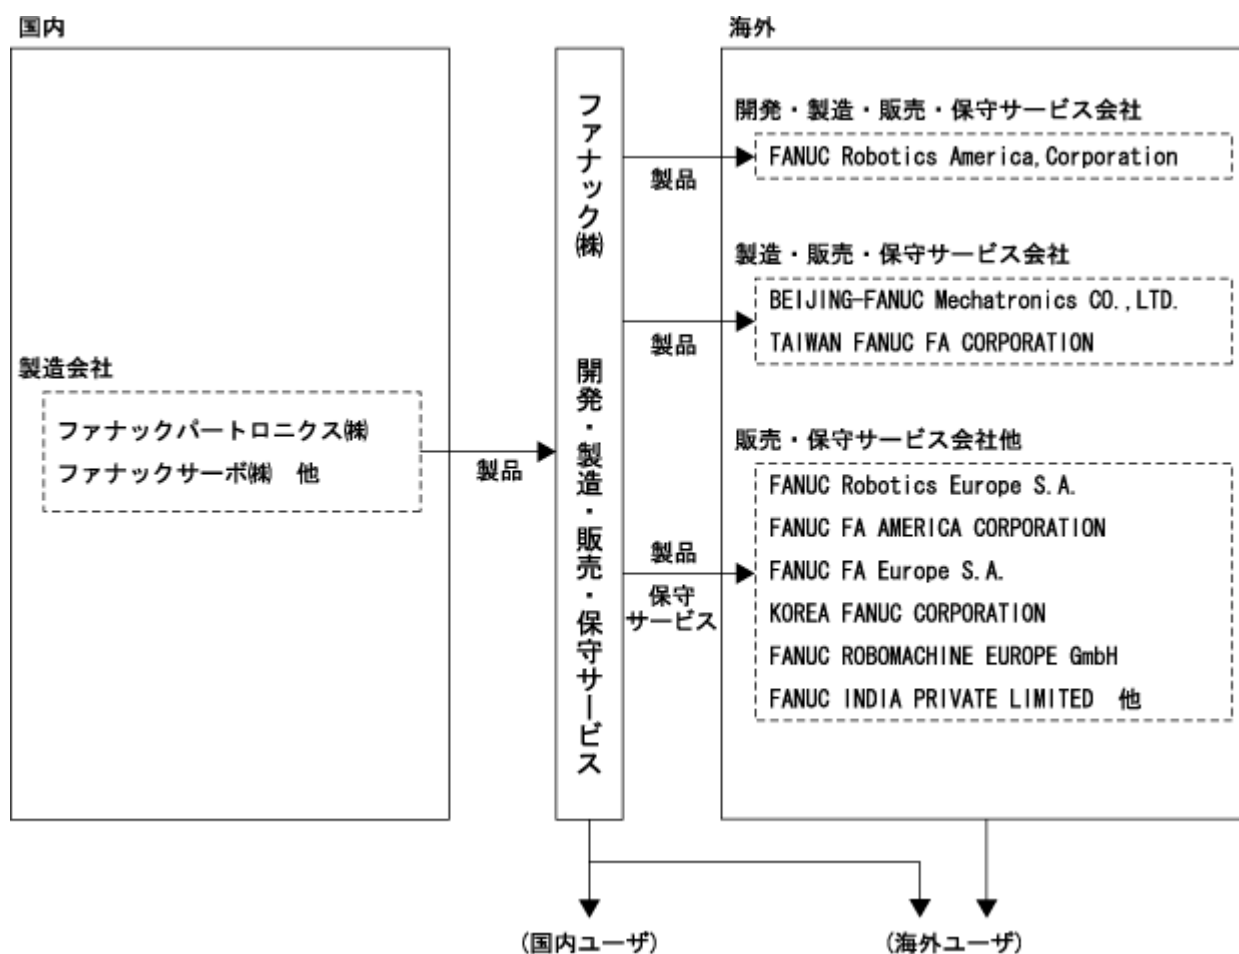 国内
製造会社
ファナックパートロニクス㈱
ファナックサーボ㈱　他
製品
ファナック㈱　開発・製造・販売・保守サービス
海外
開発・製造・販売・保守サービス会社
製品
FANUC Robotics America,Corporation
製造・販売・保守サービス会社
製品
BEIJING-FANUC Mechatronics CO.,LTD.
TAIWAN FANUC FA CORPORATION
販売・保守サービス会社他
製品
保守
サービス
FANUC Robotics Europe S.A.
FANUC FA AMERICA CORPORATION
FANUC FA Europe S.A.
KOREA FANUC CORPORATION
FANUC ROBOMACHINE EUROPE GmbH
FANUC INDIA PRIVATE LIMITED　他
(国内ユーザ)
(海外ユーザ)